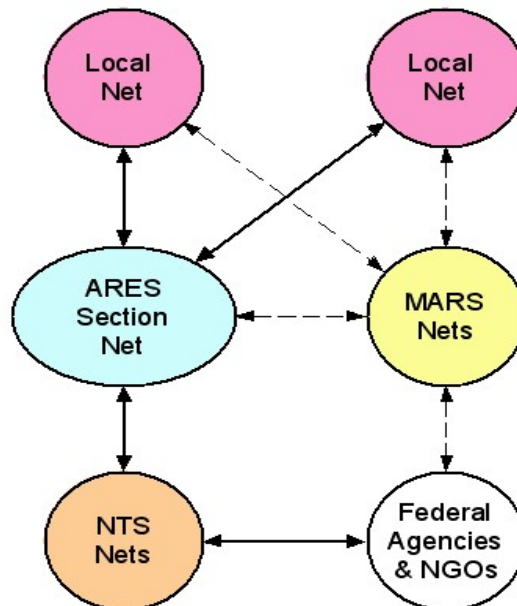 Local
Net
Local
Net
ARES
Section
Net
MARS
Nets
NTS
Nets
Federal
Agencies
& NGOs